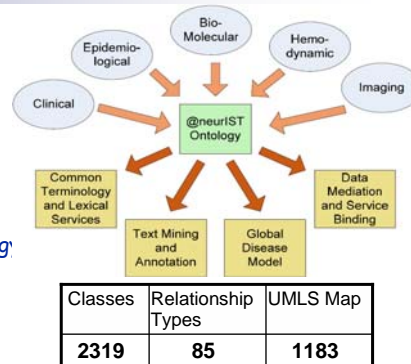 Bio-
Molecular
Epidemio-
logical
Hemo-
dynamic
Clinical
Imaging
@neurIST
Ontology
Common
Terminology
and Lexical
Services
Text Mining
and
Annotation
Global
Disease
Model
Data
Mediation
and Service
Binding
Classes Relationship Types UMLS Map
2319 85 1183